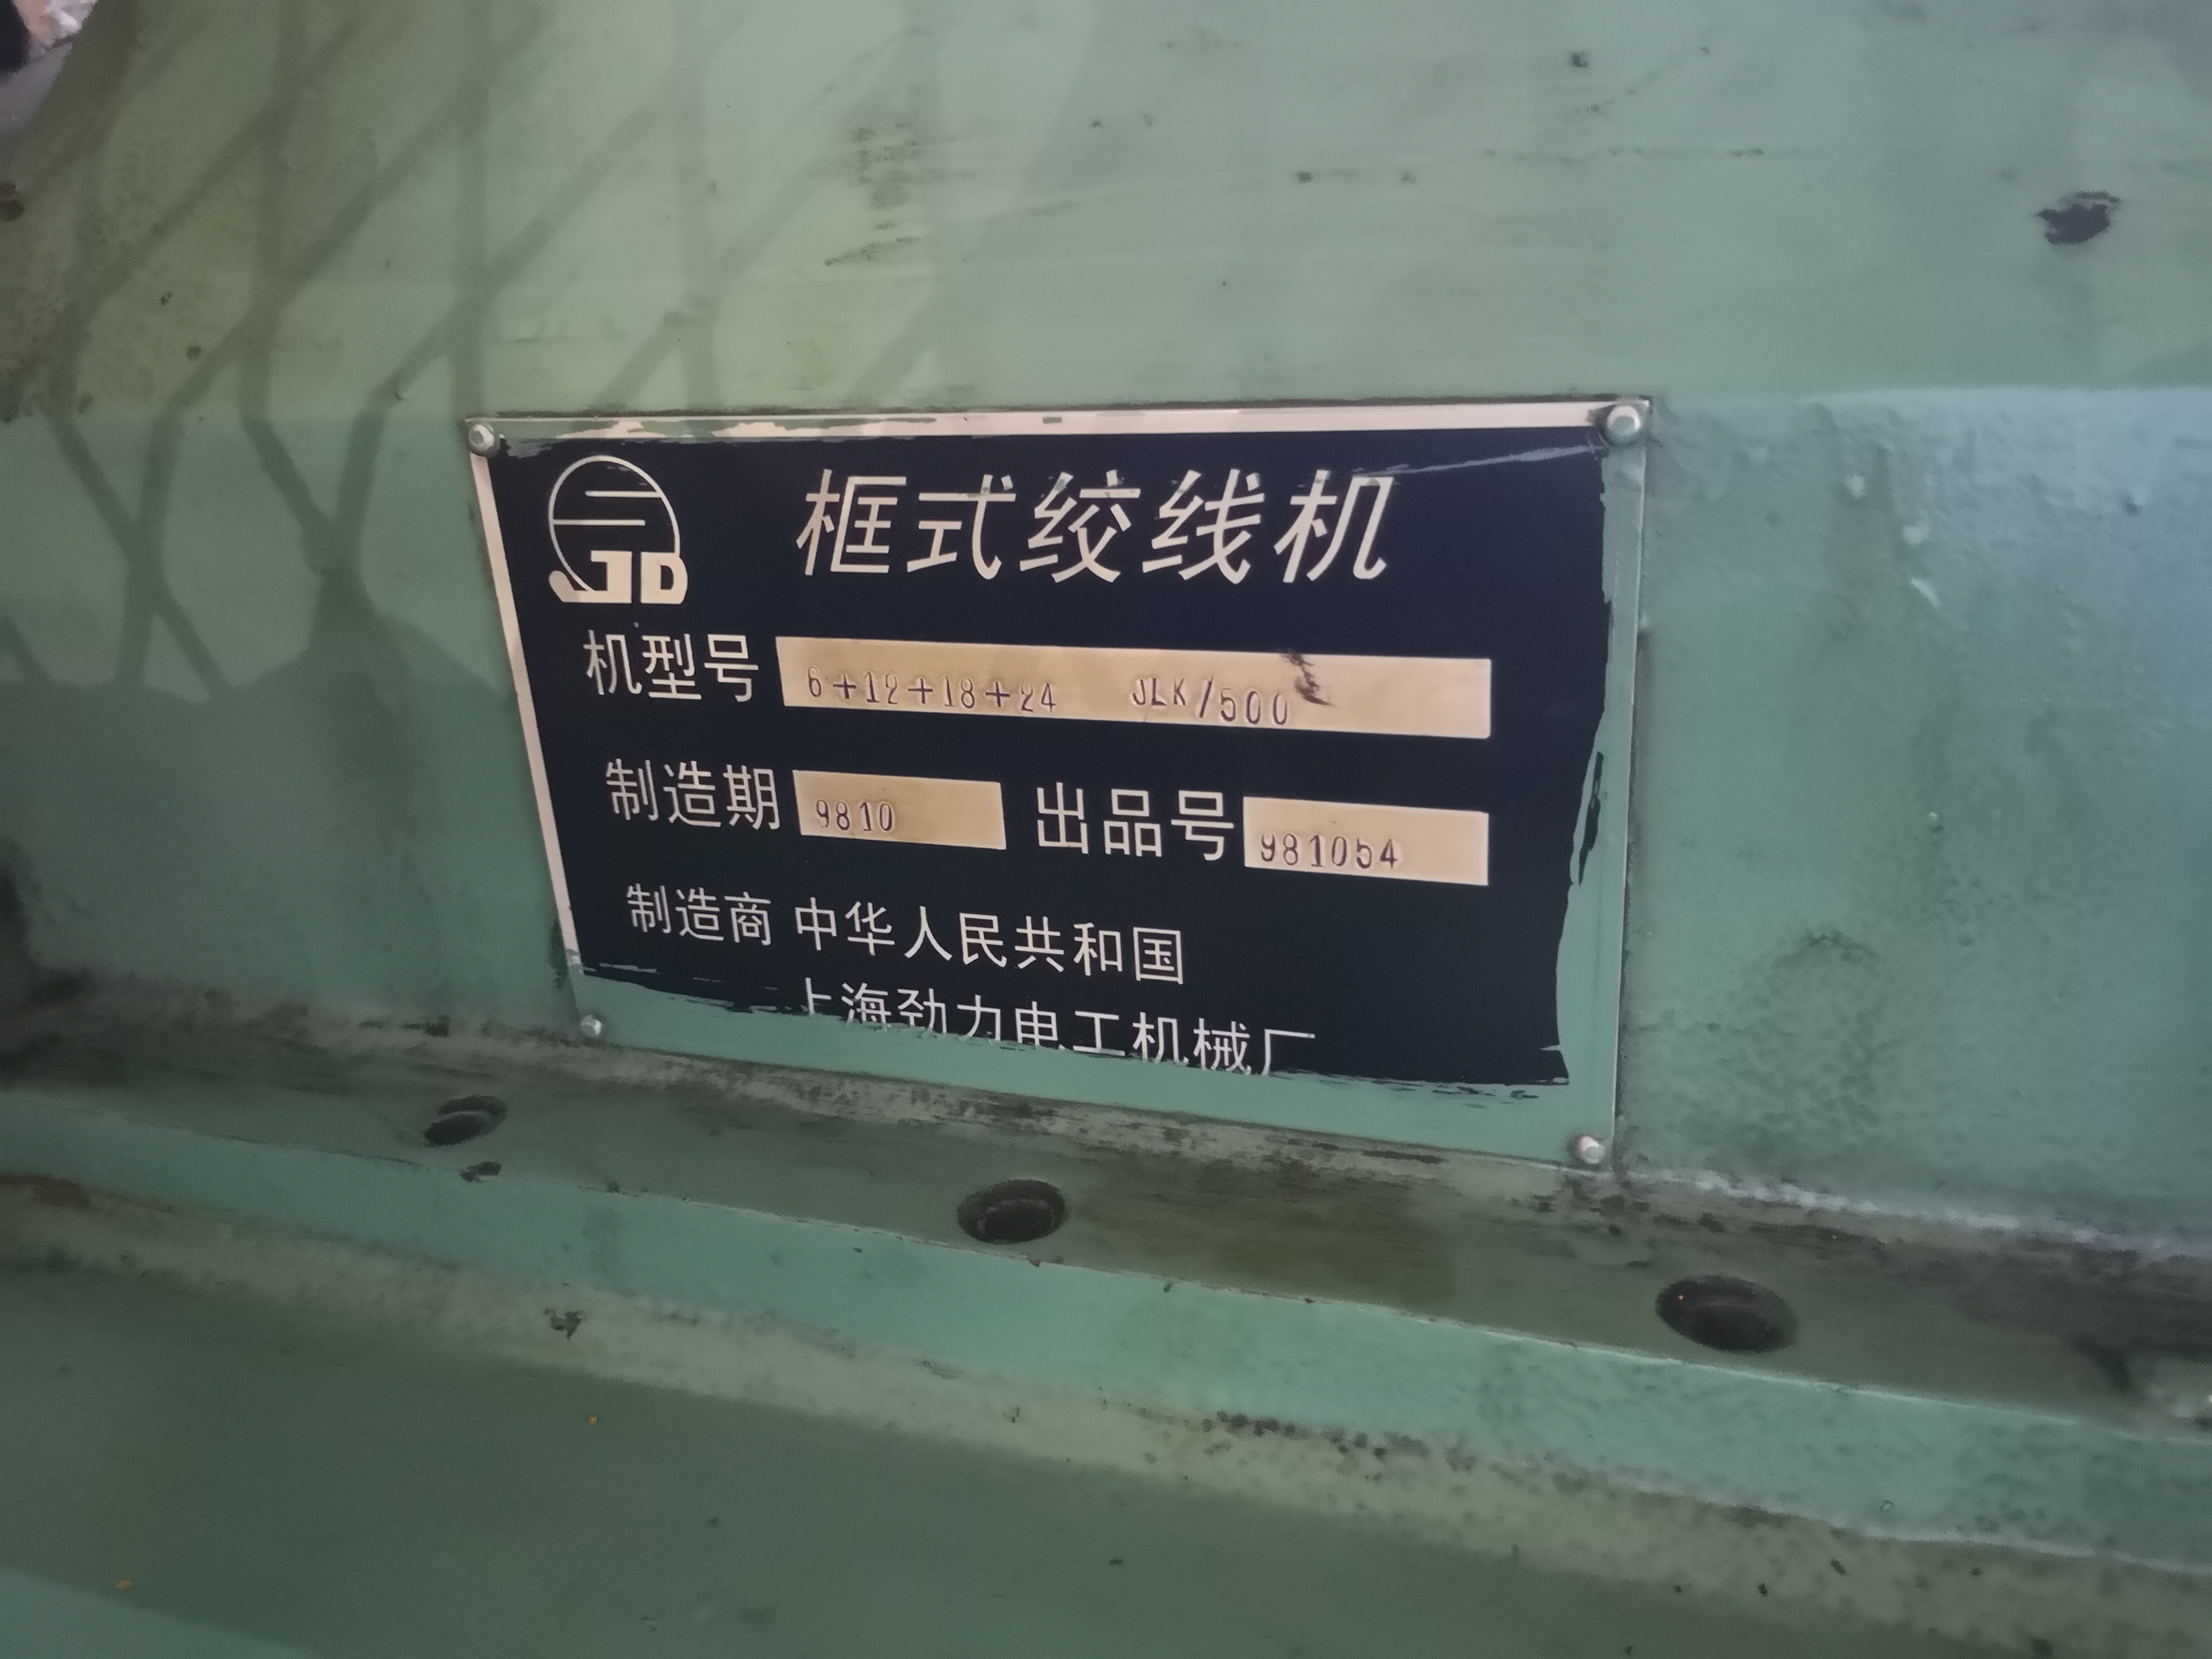 JD 框式绞线机
机型号 6+12+18+24 JLK/500
制造期 9810 出品号 981054
制造商 中华人民共和国
上海劲力电工机械厂